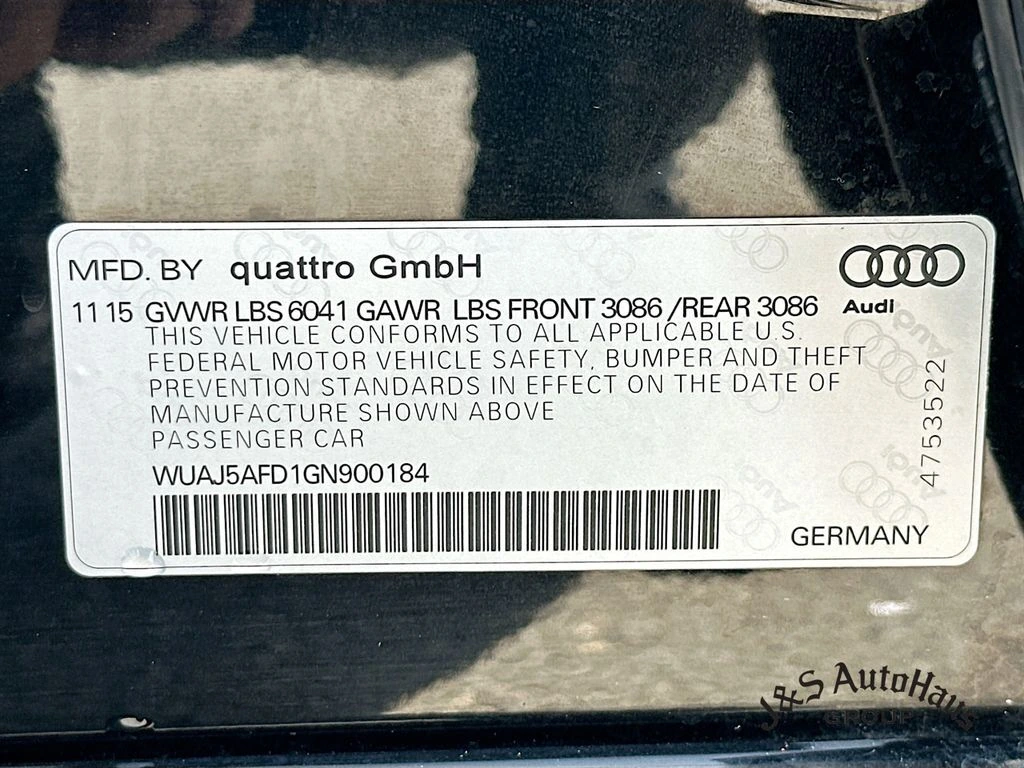 MFD. BY quattro GmbH
11 15 GVWR LBS 6041 GAWR LBS FRONT 3086 /REAR 3086
Audi
THIS VEHICLE CONFORMS TO ALL APPLICABLE U.S.
FEDERAL MOTOR VEHICLE SAFETY, BUMPER AND THEFT
PREVENTION STANDARDS IN EFFECT ON THE DATE OF
MANUFACTURE SHOWN ABOVE
PASSENGER CAR
WUAJ5AFD1GN900184
4753522
GERMANY
J&S AutoHaus
GROUP